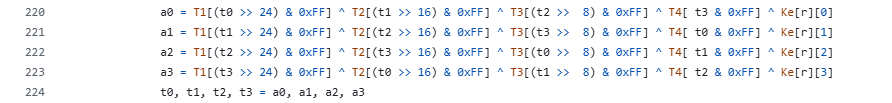 220 a0 = T1[(t0 >> 24) & 0xFF] ^ T2[(t1 >> 16) & 0xFF] ^ T3[(t2 >>  8) & 0xFF] ^ T4[ t3 & 0xFF] ^ Ke[r][0]
221 a1 = T1[(t1 >> 24) & 0xFF] ^ T2[(t2 >> 16) & 0xFF] ^ T3[(t3 >>  8) & 0xFF] ^ T4[ t0 & 0xFF] ^ Ke[r][1]
222 a2 = T1[(t2 >> 24) & 0xFF] ^ T2[(t3 >> 16) & 0xFF] ^ T3[(t0 >>  8) & 0xFF] ^ T4[ t1 & 0xFF] ^ Ke[r][2]
223 a3 = T1[(t3 >> 24) & 0xFF] ^ T2[(t0 >> 16) & 0xFF] ^ T3[(t1 >>  8) & 0xFF] ^ T4[ t2 & 0xFF] ^ Ke[r][3]
224 t0, t1, t2, t3 = a0, a1, a2, a3